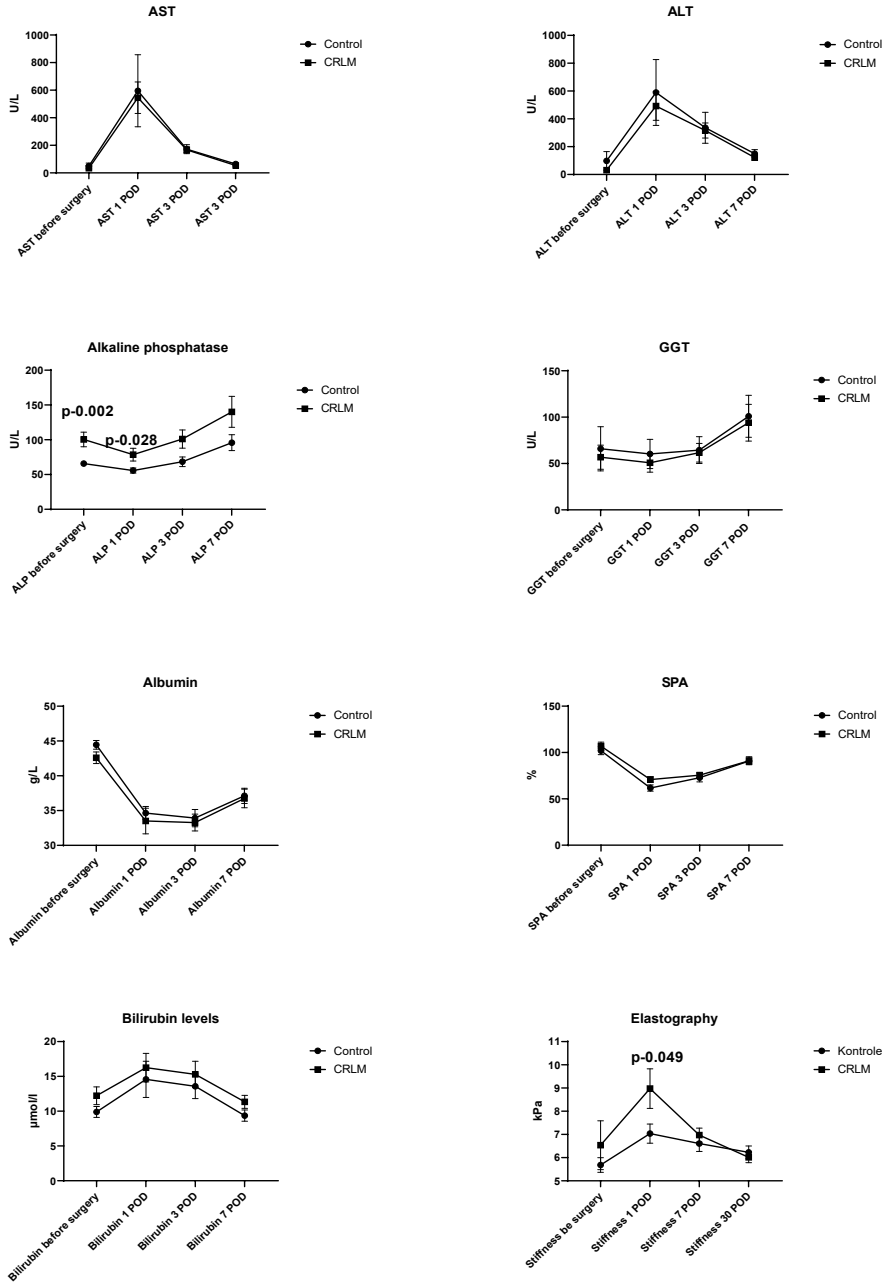 AST
1000
800
600
400
200
0
U/L
AST before surgery
AST 1 POD
AST 3 POD
AST 3 POD
Control
CRLM
ALT
1000
800
600
400
200
0
U/L
ALT before surgery
ALT 1 POD
ALT 3 POD
ALT 7 POD
Control
CRLM
Alkaline phosphatase
200
150
100
50
0
U/L
p-0.002
p-0.028
ALP before surgery
ALP 1 POD
ALP 3 POD
ALP 7 POD
Control
CRLM
GGT
150
100
50
0
U/L
GGT before surgery
GGT 1 POD
GGT 3 POD
GGT 7 POD
Control
CRLM
Albumin
50
45
40
35
30
g/L
Albumin before surgery
Albumin 1 POD
Albumin 3 POD
Albumin 7 POD
Control
CRLM
SPA
150
100
50
0
%
SPA before surgery
SPA 1 POD
SPA 3 POD
SPA 7 POD
Control
CRLM
Bilirubin levels
20
15
10
5
0
µmol/l
Bilirubin before surgery
Bilirubin 1 POD
Bilirubin 3 POD
Bilirubin 7 POD
Control
CRLM
Elastography
11
10
9
8
7
6
5
kPa
p-0.049
Stiffness be surgery
Stiffness 1 POD
Stiffness 7 POD
Stiffness 30 POD
Kontrole
CRLM